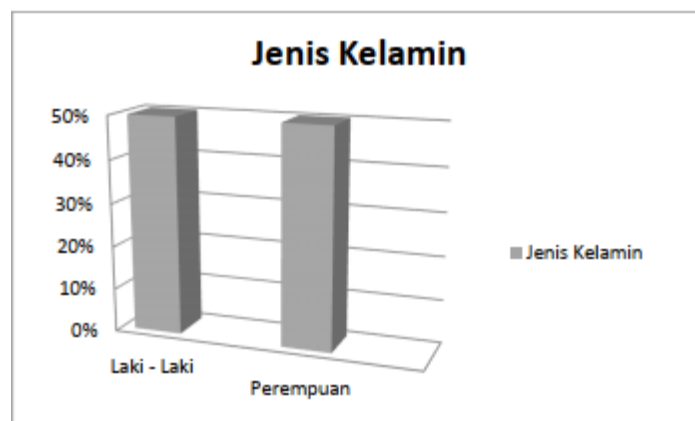 Jenis Kelamin
50%
40%
30%
20%
10%
0%
Laki - Laki
Perempuan
Jenis Kelamin